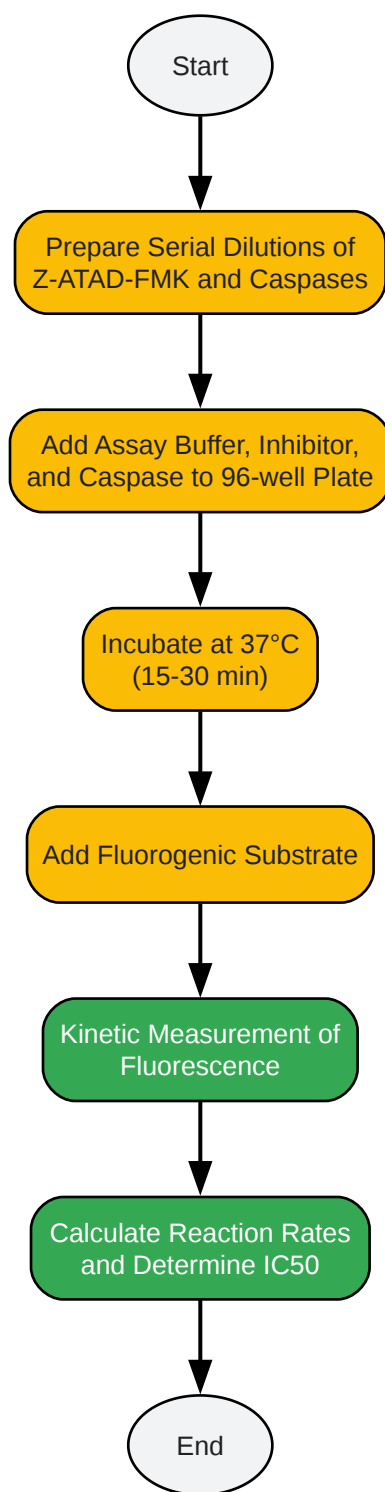 Start
Prepare Serial Dilutions of
Z-ATAD-FMK and Caspases
Add Assay Buffer, Inhibitor,
and Caspase to 96-well Plate
Incubate at 37°C
(15-30 min)
Add Fluorogenic Substrate
Kinetic Measurement of
Fluorescence
Calculate Reaction Rates
and Determine IC50
End